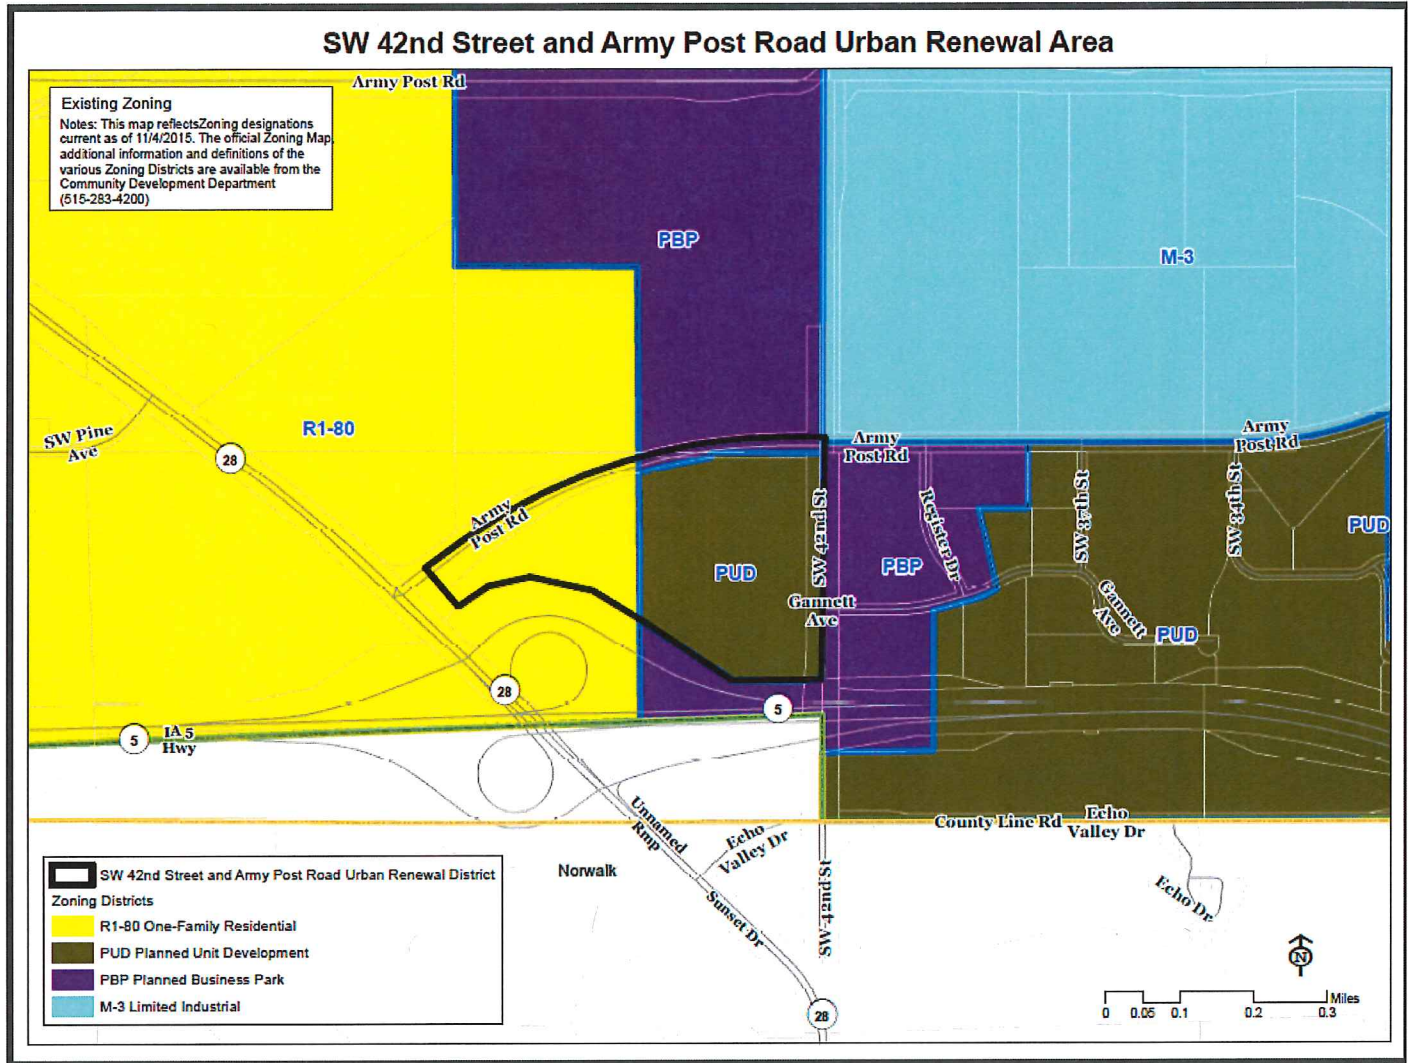 SW 42nd Street and Army Post Road Urban Renewal Area
Army Post Rd
Existing Zoning
Notes: This map reflectsZoning designations
current as of 11/4/2015. The official Zoning Map,
additional information and definitions of the
various Zoning Districts are available from the
Community Development Department
(515-283-4200)
PBP
M-3
R1-80
SW Pine
Ave
28
Army
Post Rd
Army
Post Rd
Army
Post Rd
SW 42nd St
Register Dr
SW 37th St
SW 34th St
PUD
PUD
PBP
Gannett
Ave
Gannett
Ave
PUD
28
5
5
IA 5
Hwy
Unnamed
Rmp
Echo
Valley Dr
County Line Rd
Echo
Valley Dr
Norwalk
SW 42nd St
Sunset Dr
Echo Dr
28
SW 42nd Street and Army Post Road Urban Renewal District
Zoning Districts
R1-80 One-Family Residential
PUD Planned Unit Development
PBP Planned Business Park
M-3 Limited Industrial
N
Miles
0 0.05 0.1 0.2 0.3